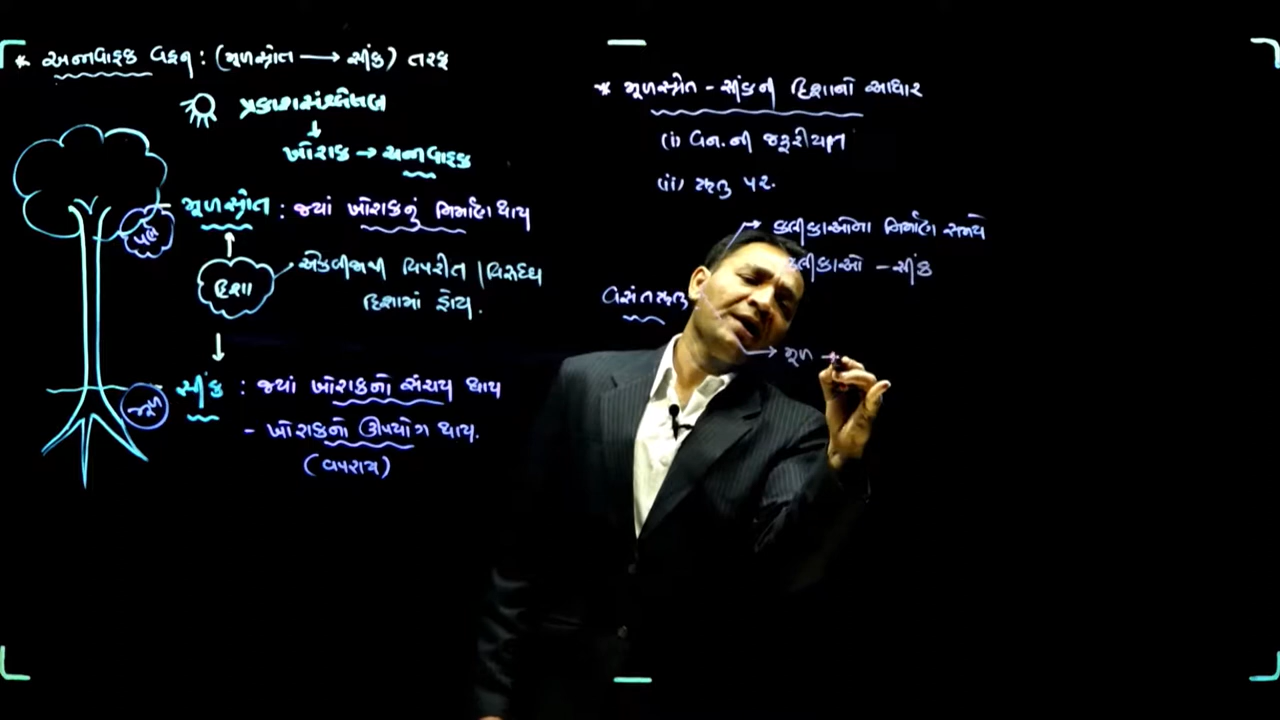 * અન્નવાહક વહન : (મૂળસ્રોત → સીંક) તરફ
પ્રકાશસંશ્લેષણ
↓
ખોરાક → અન્નવાહક
મૂળસ્રોત : જ્યાં ખોરાકનું નિર્માણ થાય
પર્ણ
દિશા
એકબીજાથી વિપરીત / વિરુધ્ધ
દિશામાં હોય.
સીંક : જ્યાં ખોરાકનો સંચય થાય
- ખોરાકનો ઊપયોગ થાય.
(વપરાય)
* મૂળસ્રોત - સીંકની દિશાનો આધાર
(i) વન.ની જરૂરીયાત
(ii) ઋતુ પર.
→ કલીકાઓના નિર્માણ સમયે
કલીકાઓ - સીંક
વસંતઋતુ
→ મૂળ →